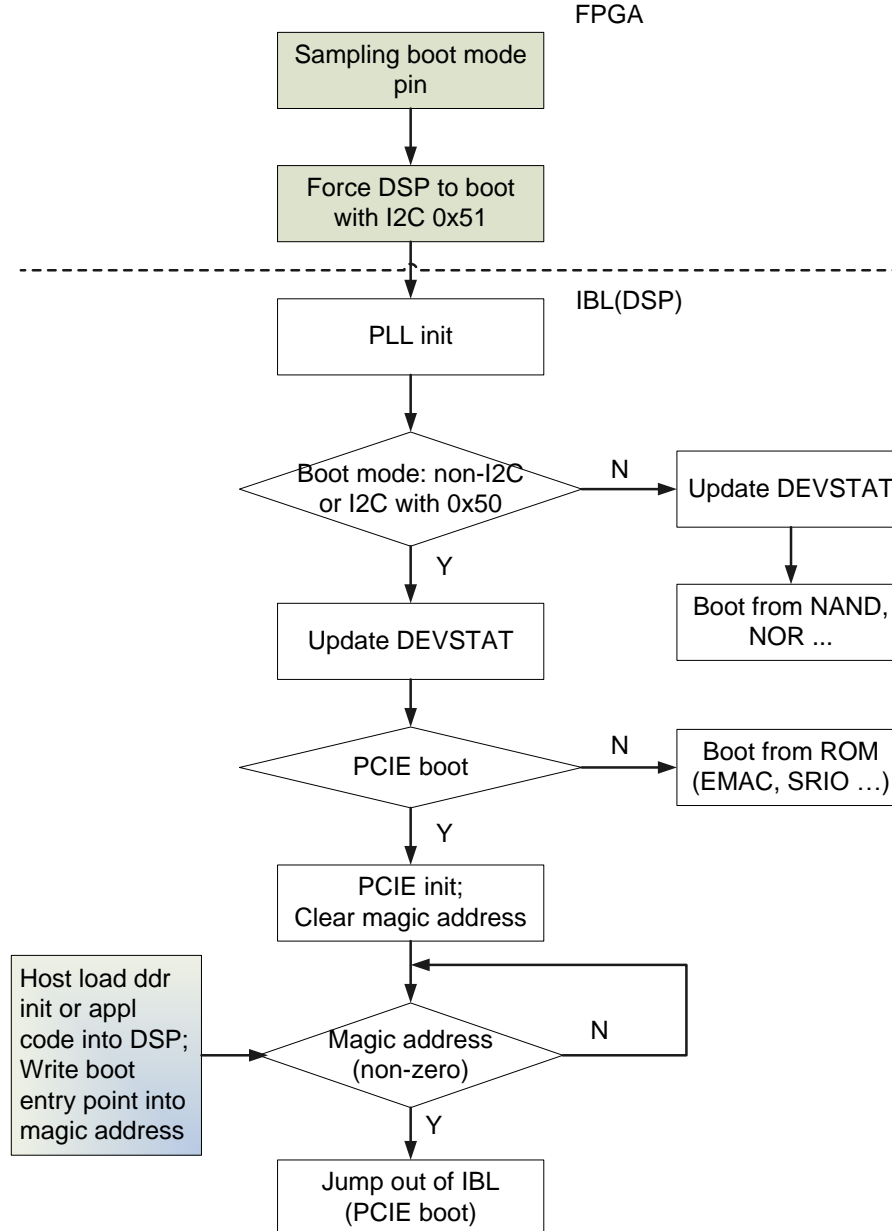 FPGA
Sampling boot mode
pin
Force DSP to boot
with I2C 0x51
IBL(DSP)
PLL init
Boot mode: non-I2C
or I2C with 0x50
N
Update DEVSTAT
Y
Boot from NAND,
NOR ...
Update DEVSTAT
PCIE boot
N
Boot from ROM
(EMAC, SRIO …)
Y
PCIE init;
Clear magic address
Host load ddr
init or appl
code into DSP;
Write boot
entry point into
magic address
Magic address
(non-zero)
N
Y
Jump out of IBL
(PCIE boot)